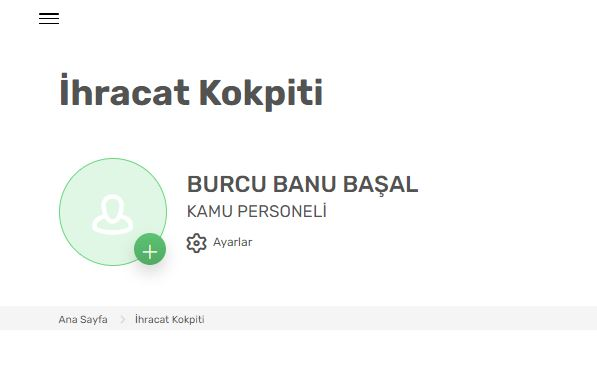 İhracat Kokpiti
BURCU BANU BAŞAL
KAMU PERSONELİ
Ayarlar
Ana Sayfa > İhracat Kokpiti